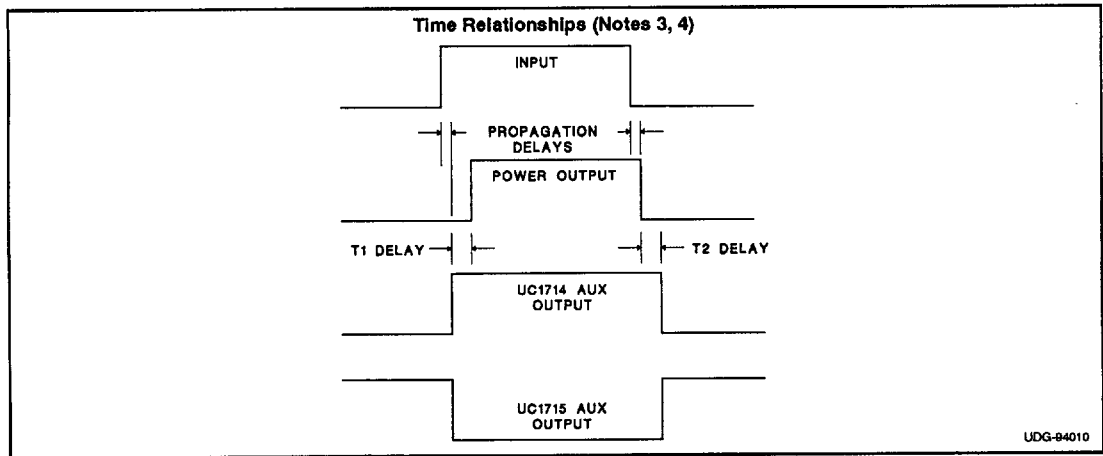 Time Relationships (Notes 3, 4)
INPUT
PROPAGATION
DELAYS
POWER OUTPUT
T1 DELAY
T2 DELAY
UC1714 AUX
OUTPUT
UC1715 AUX
OUTPUT
UDG-94010